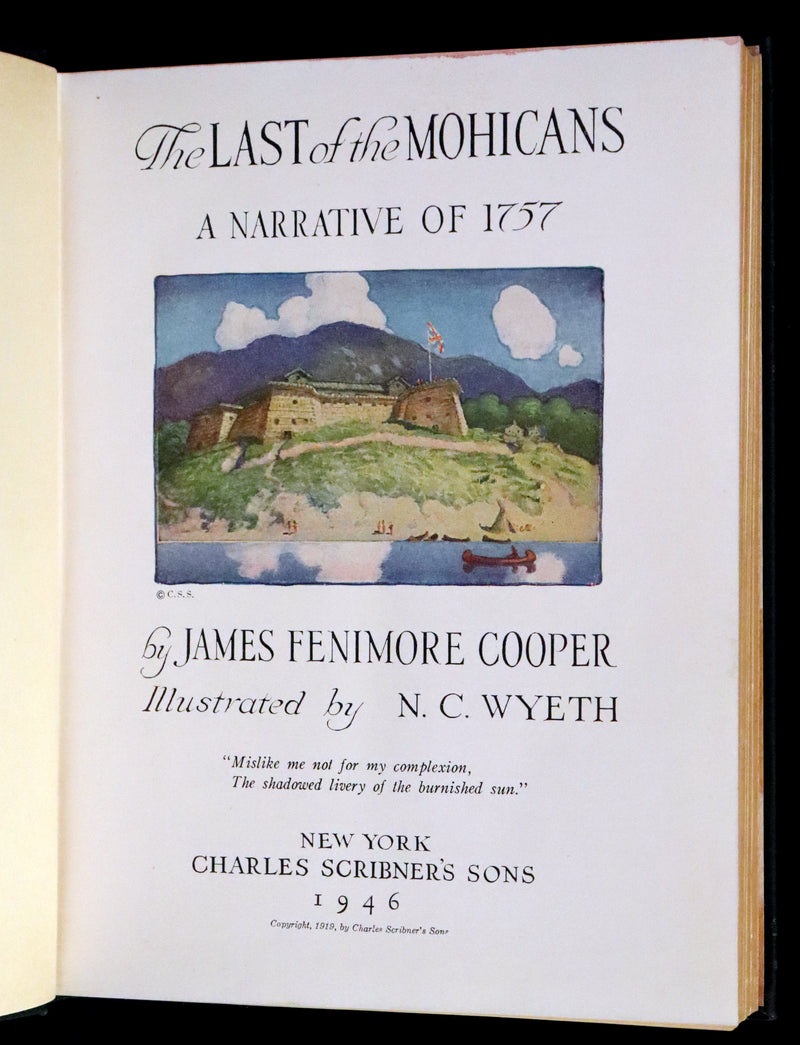 The LAST of the MOHICANS
A NARRATIVE OF 1757
© C.S.S.
by JAMES FENIMORE COOPER
Illustrated by N. C. WYETH
“Mislike me not for my complexion,
The shadowed livery of the burnished sun.”
NEW YORK
CHARLES SCRIBNER'S SONS
1946
Copyright, 1919, by Charles Scribner's Sons